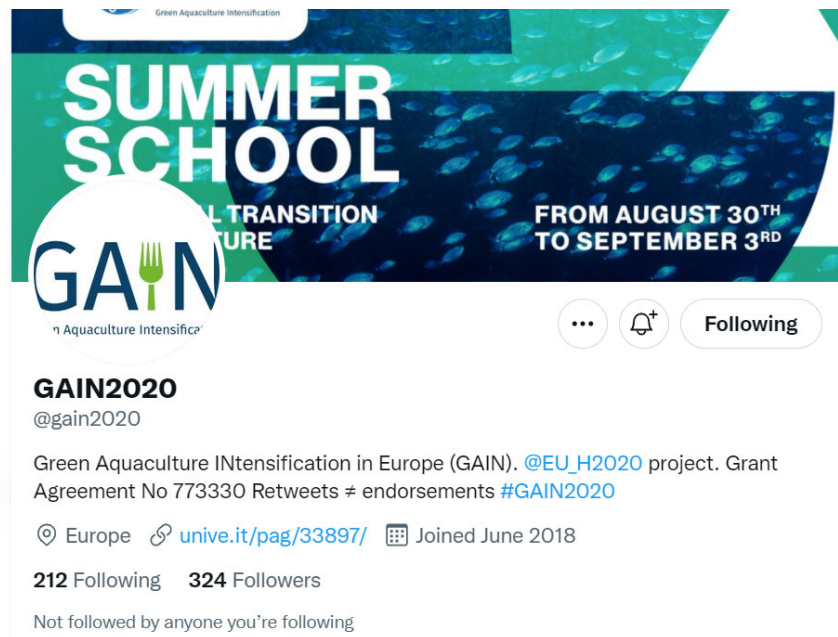 Green Aquaculture Intensification
SUMMER
SCHOOL
L TRANSITION
TURE
FROM AUGUST 30TH
TO SEPTEMBER 3RD
GAIN
n Aquaculture Intensifica
Following
GAIN2020
@gain2020
Green Aquaculture INtensification in Europe (GAIN). @EU_H2020 project. Grant
Agreement No 773330 Retweets ≠ endorsements #GAIN2020
Europe unive.it/pag/33897/ Joined June 2018
212 Following 324 Followers
Not followed by anyone you're following